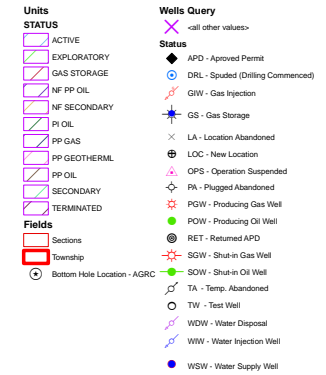 Units
STATUS
ACTIVE
EXPLORATORY
GAS STORAGE
NF PP OIL
NF SECONDARY
PI OIL
PP GAS
PP GEOTHERML
PP OIL
SECONDARY
TERMINATED
Fields
Sections
Township
Bottom Hole Location - AGRC
Wells Query
<all other values>
Status
APD - Aproved Permit
DRL - Spuded (Drilling Commenced)
GIW - Gas Injection
GS - Gas Storage
LA - Location Abandoned
LOC - New Location
OPS - Operation Suspended
PA - Plugged Abandoned
PGW - Producing Gas Well
POW - Producing Oil Well
RET - Returned APD
SGW - Shut-in Gas Well
SOW - Shut-in Oil Well
TA - Temp. Abandoned
TW - Test Well
WDW - Water Disposal
WIW - Water Injection Well
WSW - Water Supply Well